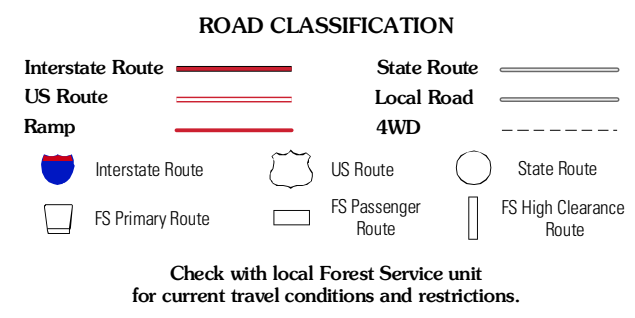 ROAD CLASSIFICATION
Interstate Route
State Route
US Route
Local Road
Ramp
4WD
Interstate Route
US Route
State Route
FS Primary Route
FS Passenger
Route
FS High Clearance
Route
Check with local Forest Service unit
for current travel conditions and restrictions.